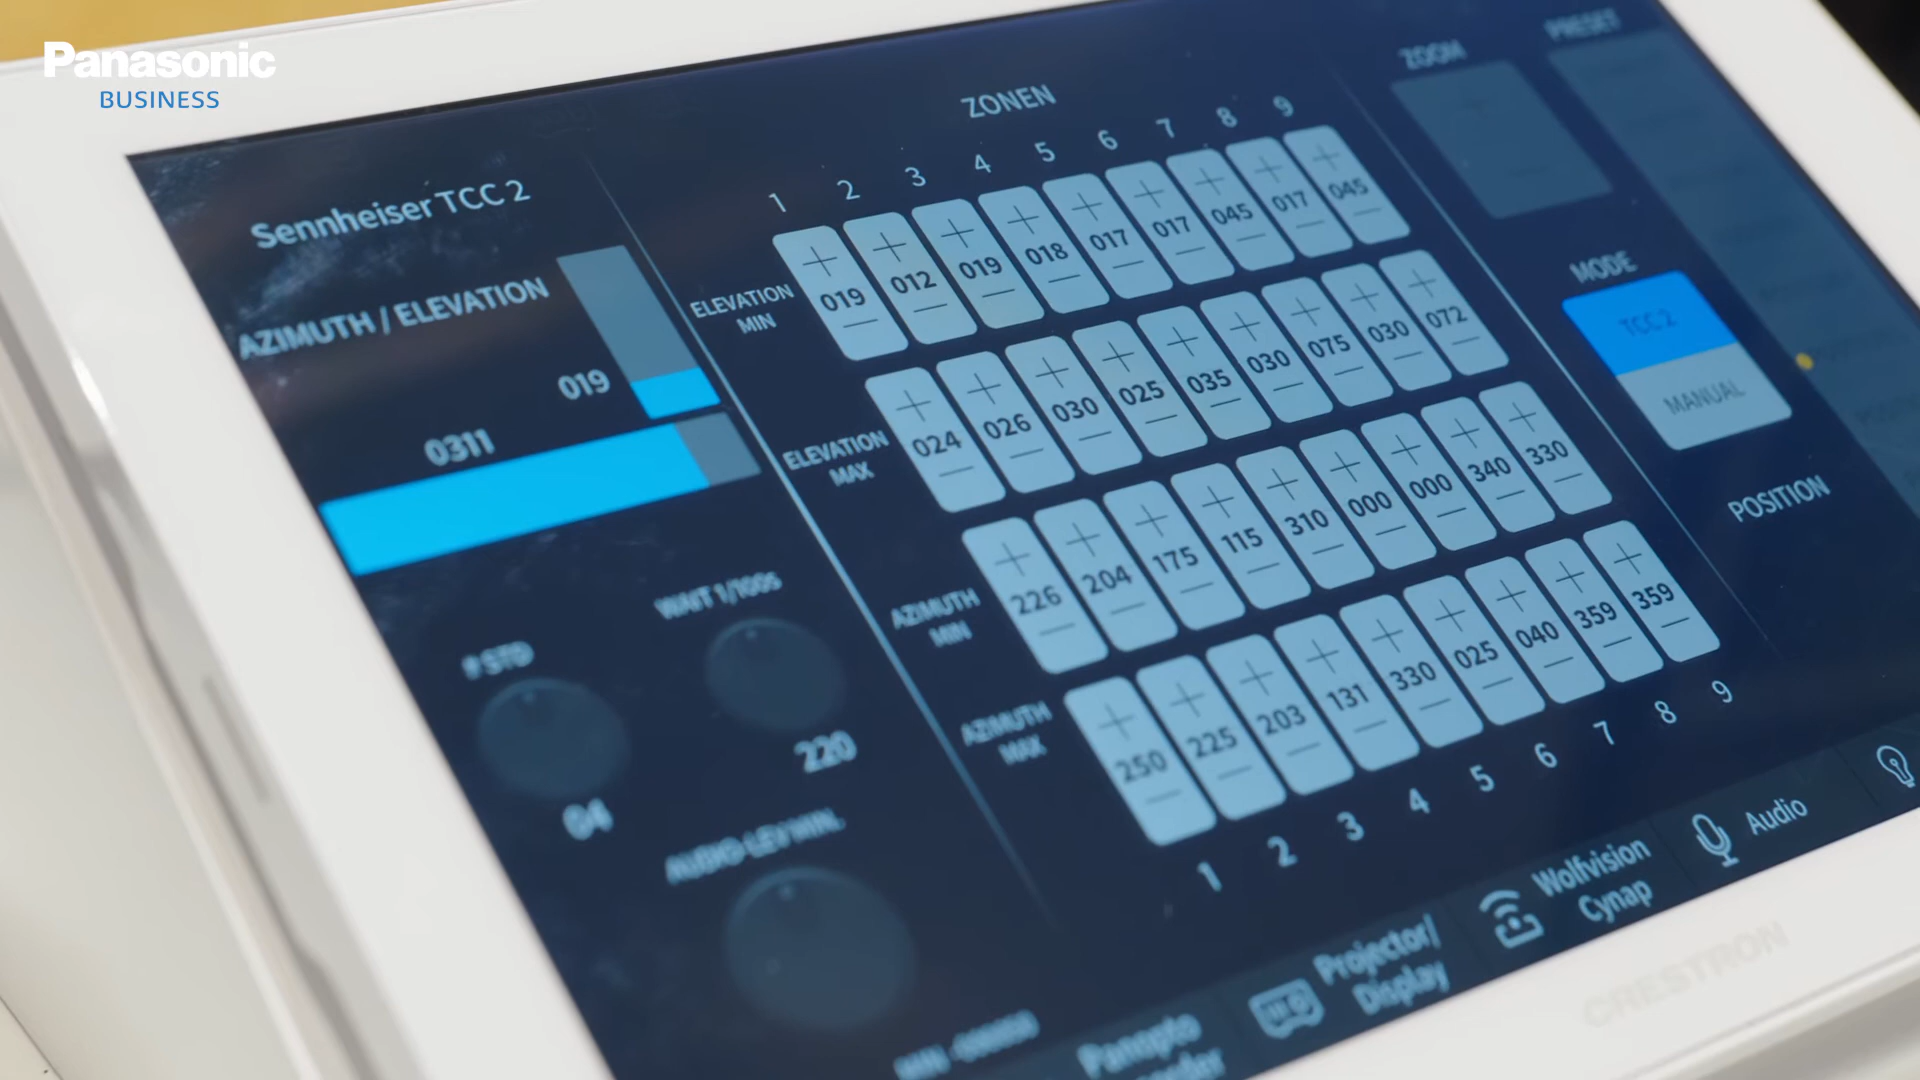 Panasonic
BUSINESS
Sennheiser TCC 2
AZIMUTH / ELEVATION
019
0311
WAIT 1/100s
220
04
AUDIO LEV MIN.
ZONEN
1 2 3 4 5 6 7 8 9
ELEVATION MIN
019 012 019 018 017 017 045 017 045
ELEVATION MAX
024 026 030 025 035 030 075 030 072
AZIMUTH MIN
226 204 175 115 310 000 000 340 330
AZIMUTH MAX
250 225 203 131 330 025 040 359 359
1 2 3 4 5 6 7 8 9
ZOOM
PRESET
MODE
TCC 2
MANUAL
POSITION
Panopto
Projector/
Display
Wolfvision
Cynap
Audio
CRESTRON